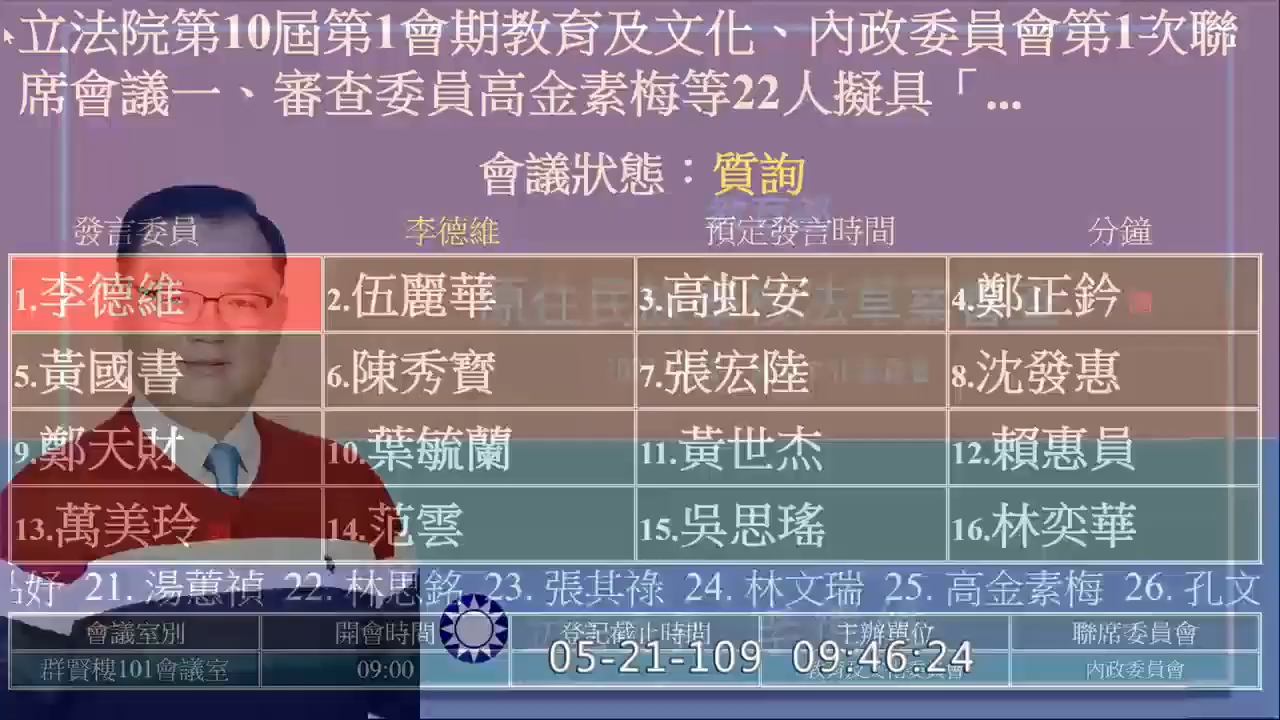 立法院第10屆第1會期教育及文化、內政委員會第1次聯
席會議一、審查委員高金素梅等22人擬具「...
會議狀態：質詢
發言委員 李德維 預定發言時間 分鐘
1.李德維 2.伍麗華 3.高虹安 4.鄭正鈐
5.黃國書 6.陳秀寳 7.張宏陸 8.沈發惠
9.鄭天財 10.葉毓蘭 11.黃世杰 12.賴惠員
13.萬美玲 14.范雲 15.吳思瑤 16.林奕華
好 21. 湯蕙禎 22. 林思銘 23. 張其祿 24. 林文瑞 25. 高金素梅 26. 孔文
會議室別 開會時間 登記截止時間 主辦單位 聯席委員會
群賢樓101會議室 09:00 教育及文化委員會 內政委員會
05-21-109 09:46:24